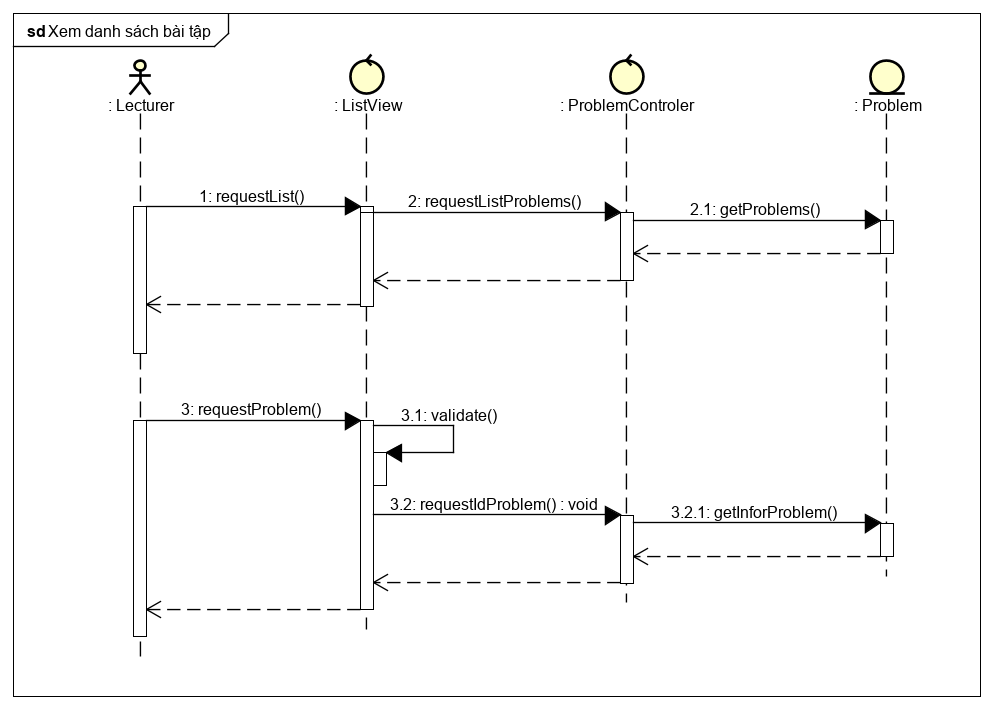 sd Xem danh sách bài tập
: Lecturer
: ListView
: ProblemControler
: Problem
1: requestList()
2: requestListProblems()
2.1: getProblems()
3: requestProblem()
3.1: validate()
3.2: requestIdProblem() : void
3.2.1: getInforProblem()